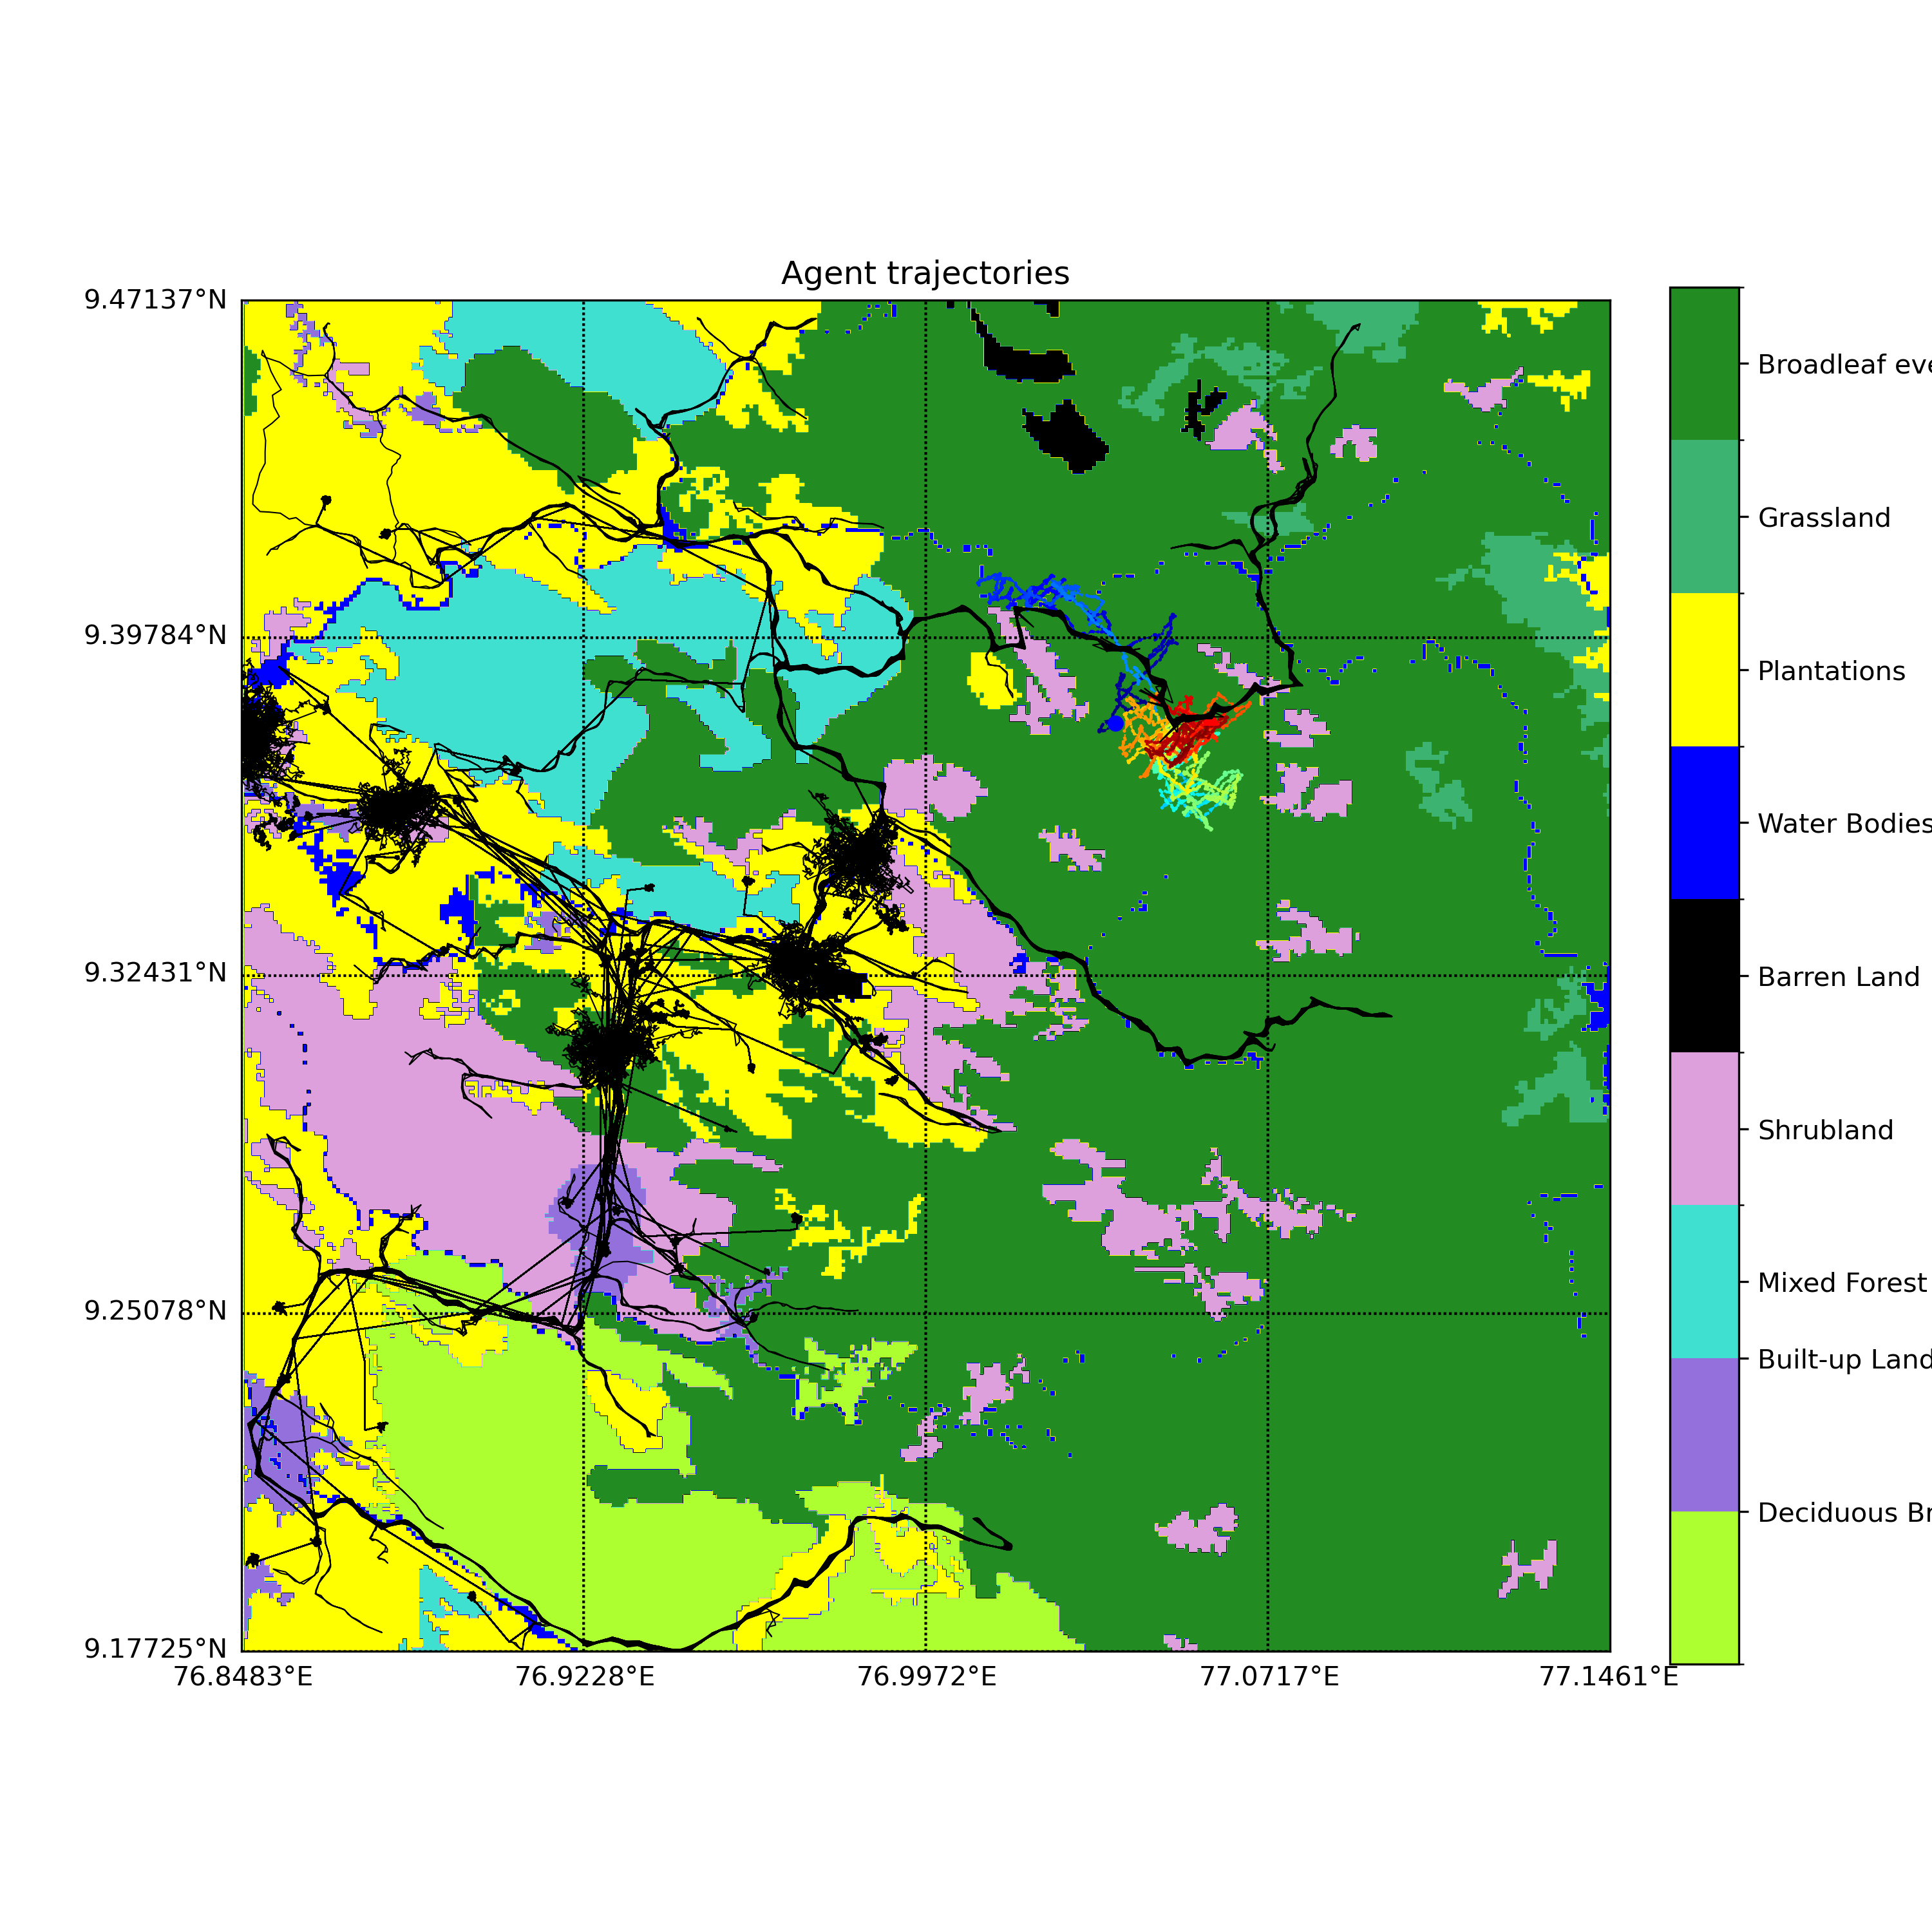 Agent trajectories
9.47137°N
9.39784°N
9.32431°N
9.25078°N
9.17725°N
76.8483°E
76.9228°E
76.9972°E
77.0717°E
77.1461°E
Broadleaf eve
Grassland
Plantations
Water Bodies
Barren Land
Shrubland
Mixed Forest
Built-up Land
Deciduous Br